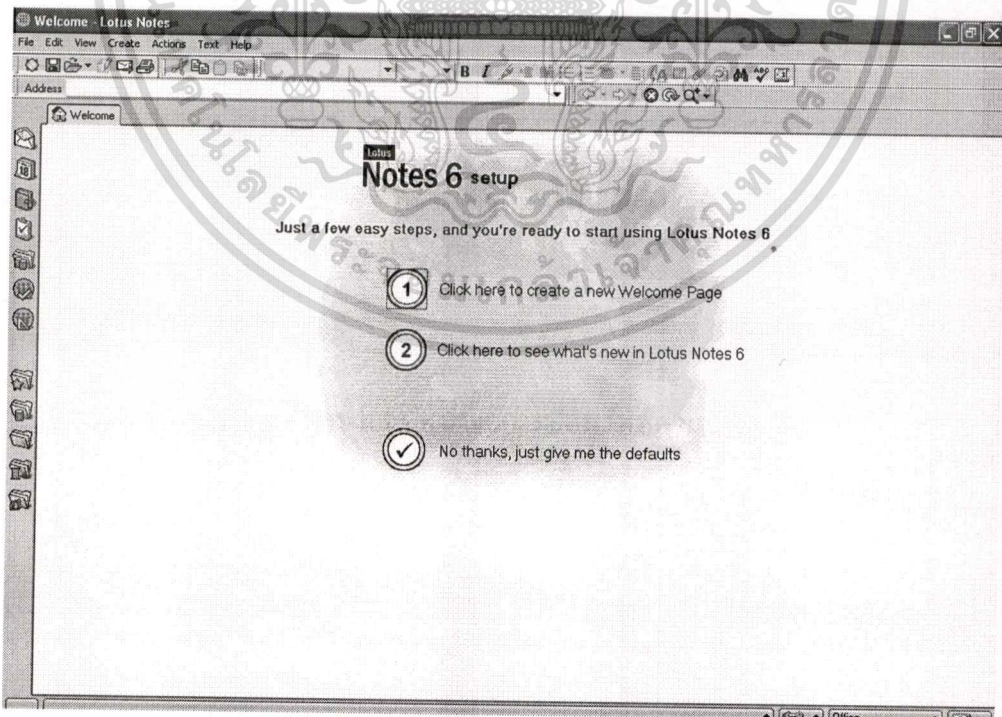 Welcome - Lotus Notes
File Edit View Create Actions Text Help
B I
Address
Welcome
Lotus
Notes 6 setup
Just a few easy steps, and you're ready to start using Lotus Notes 6
1 Click here to create a new Welcome Page
2 Click here to see what's new in Lotus Notes 6
No thanks, just give me the defaults
Office